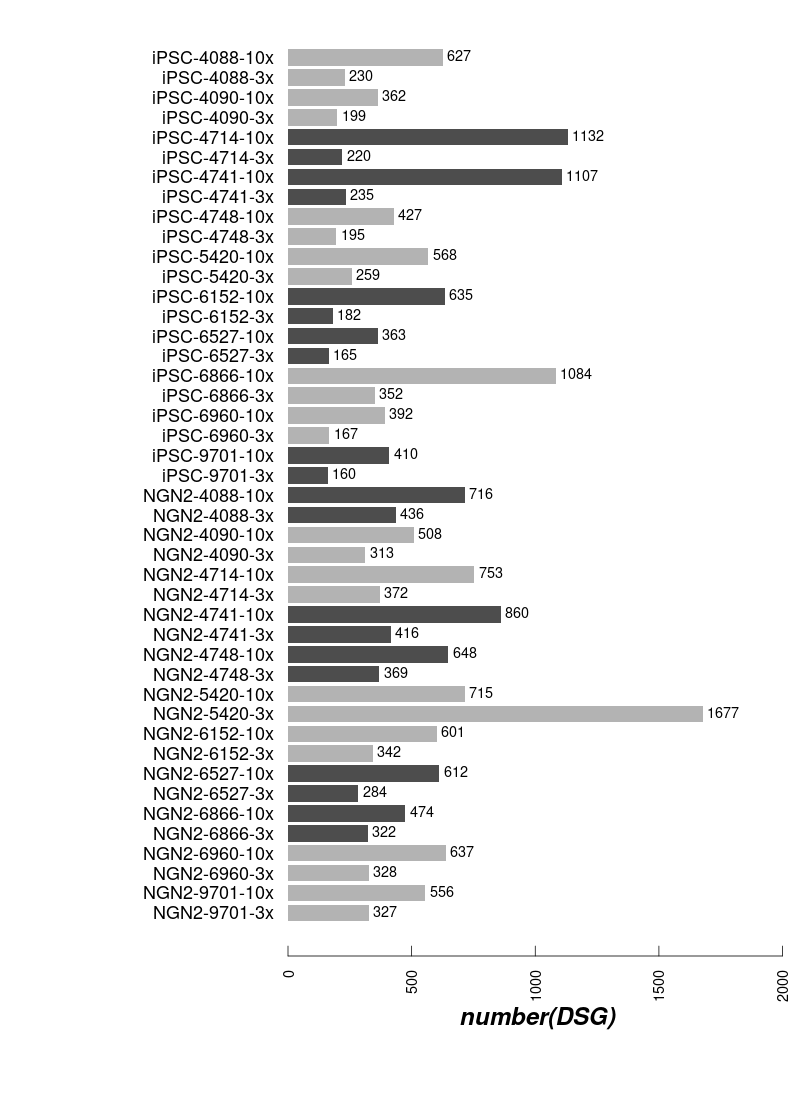 iPSC-4088-10x 627
iPSC-4088-3x 230
iPSC-4090-10x 362
iPSC-4090-3x 199
iPSC-4714-10x 1132
iPSC-4714-3x 220
iPSC-4741-10x 1107
iPSC-4741-3x 235
iPSC-4748-10x 427
iPSC-4748-3x 195
iPSC-5420-10x 568
iPSC-5420-3x 259
iPSC-6152-10x 635
iPSC-6152-3x 182
iPSC-6527-10x 363
iPSC-6527-3x 165
iPSC-6866-10x 1084
iPSC-6866-3x 352
iPSC-6960-10x 392
iPSC-6960-3x 167
iPSC-9701-10x 410
iPSC-9701-3x 160
NGN2-4088-10x 716
NGN2-4088-3x 436
NGN2-4090-10x 508
NGN2-4090-3x 313
NGN2-4714-10x 753
NGN2-4714-3x 372
NGN2-4741-10x 860
NGN2-4741-3x 416
NGN2-4748-10x 648
NGN2-4748-3x 369
NGN2-5420-10x 715
NGN2-5420-3x 1677
NGN2-6152-10x 601
NGN2-6152-3x 342
NGN2-6527-10x 612
NGN2-6527-3x 284
NGN2-6866-10x 474
NGN2-6866-3x 322
NGN2-6960-10x 637
NGN2-6960-3x 328
NGN2-9701-10x 556
NGN2-9701-3x 327
0 500 1000 1500 2000
number(DSG)